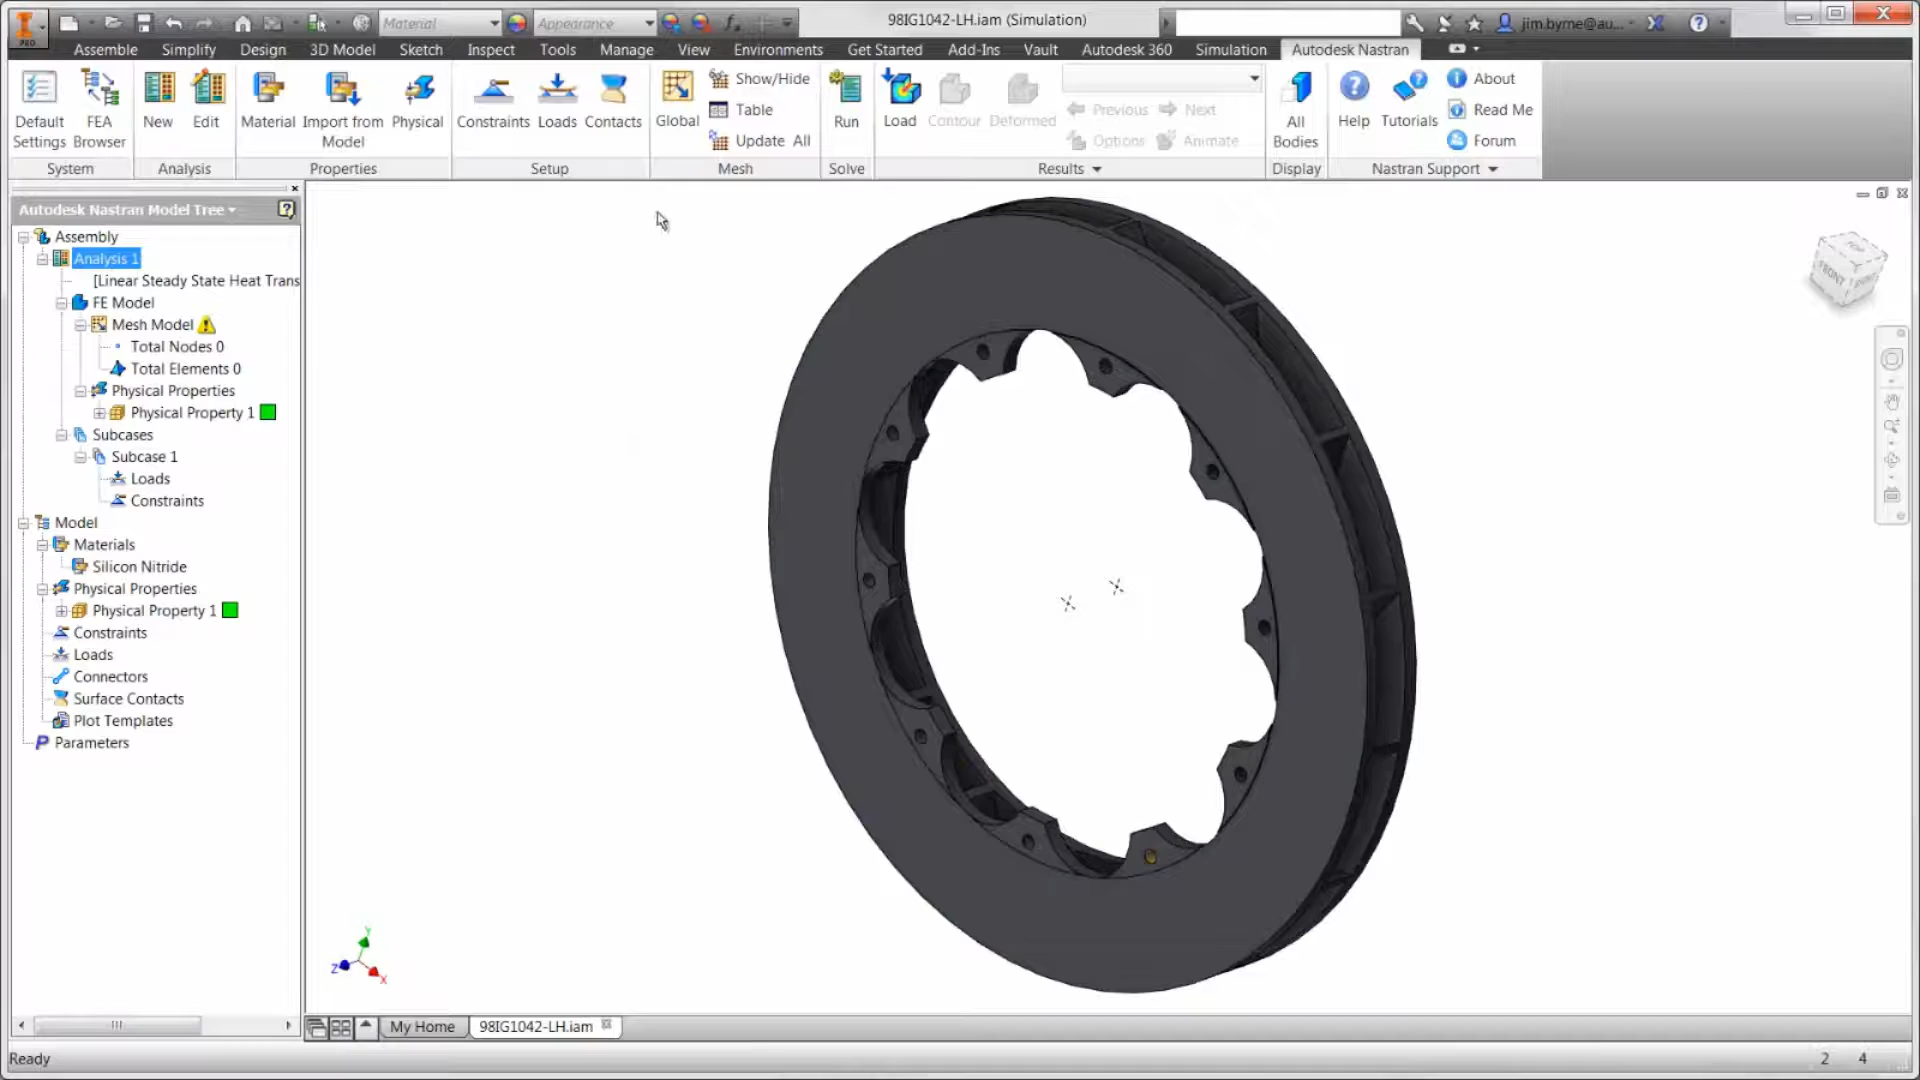 Material
Appearance
98IG1042-LH.iam (Simulation)
jim.byrne@au...
PRO
Assemble Simplify Design 3D Model Sketch Inspect Tools Manage View Environments Get Started Add-Ins Vault Autodesk 360 Simulation Autodesk Nastran
Default Settings
FEA Browser
System
New
Edit
Analysis
Material
Import from Model
Physical
Properties
Constraints
Loads
Contacts
Setup
Global
Show/Hide
Table
Update All
Mesh
Run
Solve
Load
Contour
Deformed
Previous
Next
Options
Animate
Results
All Bodies
Display
Help
Tutorials
About
Read Me
Forum
Nastran Support
Autodesk Nastran Model Tree
Assembly
Analysis 1
[Linear Steady State Heat Trans
FE Model
Mesh Model
Total Nodes 0
Total Elements 0
Physical Properties
Physical Property 1
Subcases
Subcase 1
Loads
Constraints
Model
Materials
Silicon Nitride
Physical Properties
Physical Property 1
Constraints
Loads
Connectors
Surface Contacts
Plot Templates
Parameters
TOP
FRONT
Y
Z
X
My Home
98IG1042-LH.iam
Ready
2 4